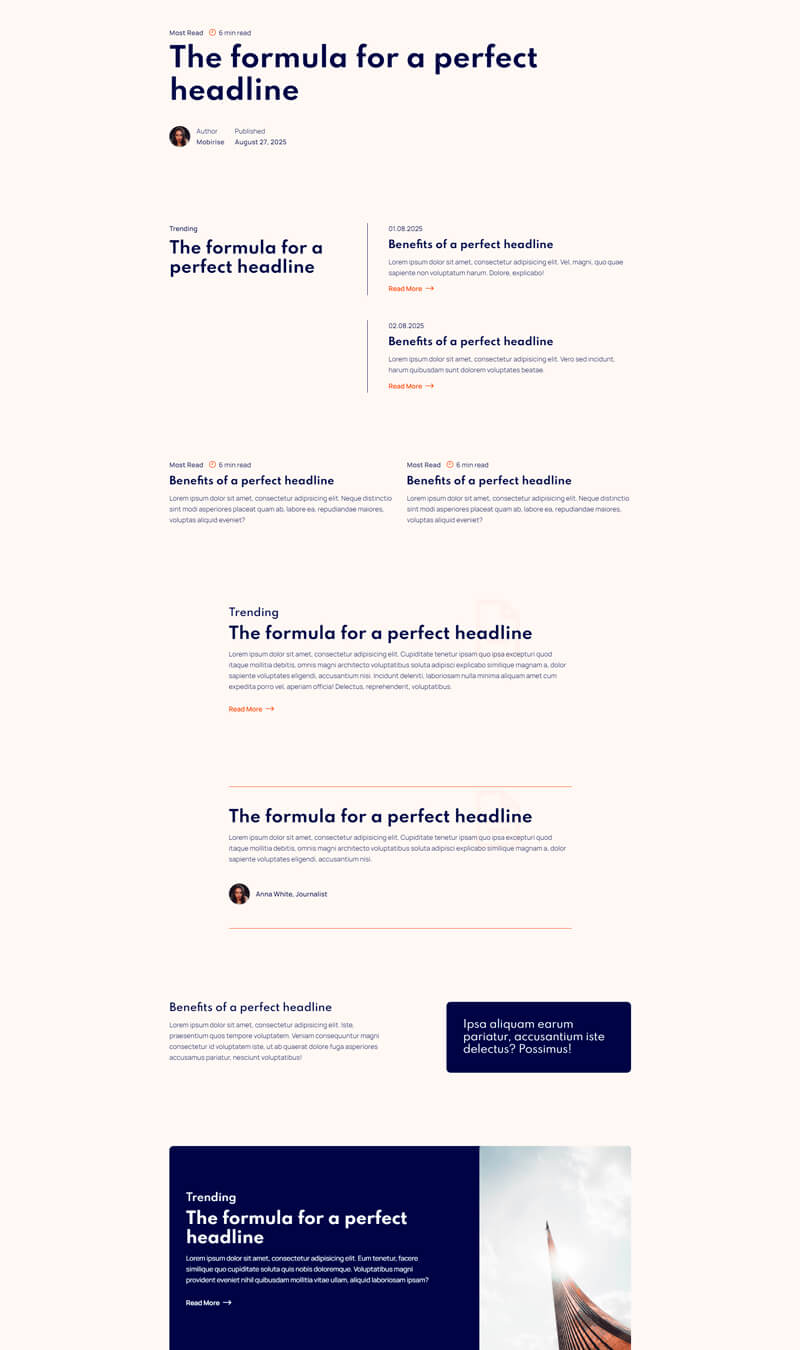 Most Read 6 min read
The formula for a perfect
headline
Author Published
Mobirise August 27, 2025
Trending
The formula for a
perfect headline
01.08.2025
Benefits of a perfect headline
Lorem ipsum dolor sit amet, consectetur adipisicing elit. Vel, magni, quo quae
sapiente non voluptatum harum. Dolore, explicabo!
Read More
02.08.2025
Benefits of a perfect headline
Lorem ipsum dolor sit amet, consectetur adipisicing elit. Vero sed incidunt,
harum quibusdam sunt dolorem voluptates beatae.
Read More
Most Read 6 min read
Benefits of a perfect headline
Lorem ipsum dolor sit amet, consectetur adipisicing elit. Neque distinctio
sint modi asperiores placeat quam ab, labore ea, repudiandae maiores,
voluptas aliquid eveniet?
Most Read 6 min read
Benefits of a perfect headline
Lorem ipsum dolor sit amet, consectetur adipisicing elit. Neque distinctio
sint modi asperiores placeat quam ab, labore ea, repudiandae maiores,
voluptas aliquid eveniet?
Trending
The formula for a perfect headline
Lorem ipsum dolor sit amet, consectetur adipisicing elit. Cupiditate tenetur ipsam quo ipsa excepturi quod
itaque mollitia debitis, omnis magni architecto voluptatibus soluta adipisci explicabo similique magnam a, dolor
sapiente voluptates eligendi, accusantium nisi. Incidunt deleniti, laboriosam nulla minima aliquam amet cum
expedita porro vel, aperiam officia! Delectus, reprehenderit, voluptatibus.
Read More
The formula for a perfect headline
Lorem ipsum dolor sit amet, consectetur adipisicing elit. Cupiditate tenetur ipsam quo ipsa excepturi quod
itaque mollitia debitis, omnis magni architecto voluptatibus soluta adipisci explicabo similique magnam a, dolor
sapiente voluptates eligendi, accusantium nisi.
Anna White, Journalist
Benefits of a perfect headline
Lorem ipsum dolor sit amet, consectetur adipisicing elit. Iste,
praesentium quos tempore voluptatem. Veniam consequuntur magni
consectetur id voluptatem iste, ut ab quaerat dolore fuga asperiores
accusamus pariatur, nesciunt voluptatibus!
Ipsa aliquam earum
pariatur, accusantium iste
delectus? Possimus!
Trending
The formula for a perfect
headline
Lorem ipsum dolor sit amet, consectetur adipisicing elit. Eum tenetur, facere
similique quo cupiditate soluta quis nobis doloremque. Voluptatibus magni
provident eveniet nihil quibusdam mollitia vitae ullam, aliquid laboriosam ipsam?
Read More